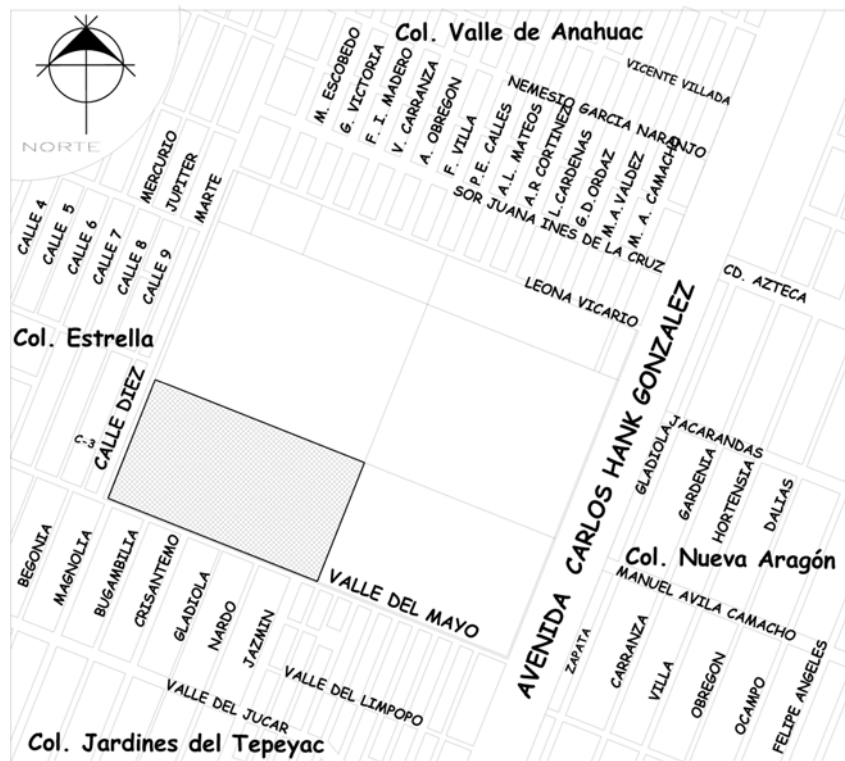 Col. Valle de Anahuac
NORTE
M. ESCOBEDO
G. VICTORIA
F. I. MADERO
V. CARRANZA
A. OBREGON
F. VILLA
P.E. CALLES
A.L. MATEOS
A.R CORTINEZ
L.CARDENAS
G.D.ORDAZ
M.A.VALDEZ
M. A. CAMACHO
VICENTE VILLADA
NEMESIO GARCIA NARANJO
SOR JUANA INES DE LA CRUZ
LEONA VICARIO
CD. AZTECA
MERCURIO
JUPITER
MARTE
CALLE 4
CALLE 5
CALLE 6
CALLE 7
CALLE 8
CALLE 9
Col. Estrella
CALLE DIEZ
C-3
AVENIDA CARLOS HANK GONZALEZ
JACARANDAS
GLADIOLA
GARDENIA
HORTENSIA
DALIAS
Col. Nueva Aragón
MANUEL AVILA CAMACHO
ZAPATA
CARRANZA
VILLA
OBREGON
OCAMPO
FELIPE ANGELES
BEGONIA
MAGNOLIA
BUGAMBILIA
CRISANTEMO
GLADIOLA
NARDO
JAZMIN
VALLE DEL MAYO
VALLE DEL LIMPOPO
VALLE DEL JUCAR
Col. Jardines del Tepeyac